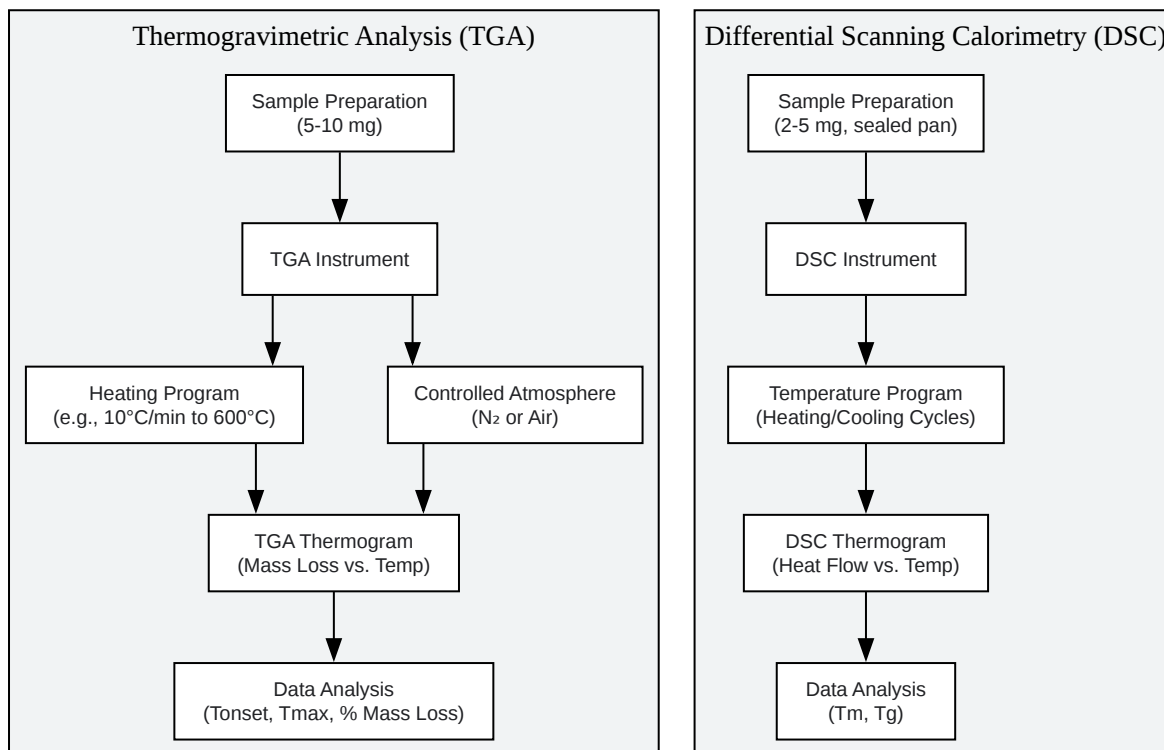 Thermogravimetric Analysis (TGA)
Sample Preparation
(5-10 mg)
TGA Instrument
Heating Program
(e.g., 10°C/min to 600°C)
Controlled Atmosphere
(N₂ or Air)
TGA Thermogram
(Mass Loss vs. Temp)
Data Analysis
(Tonset, Tmax, % Mass Loss)
Differential Scanning Calorimetry (DSC)
Sample Preparation
(2-5 mg, sealed pan)
DSC Instrument
Temperature Program
(Heating/Cooling Cycles)
DSC Thermogram
(Heat Flow vs. Temp)
Data Analysis
(Tm, Tg)